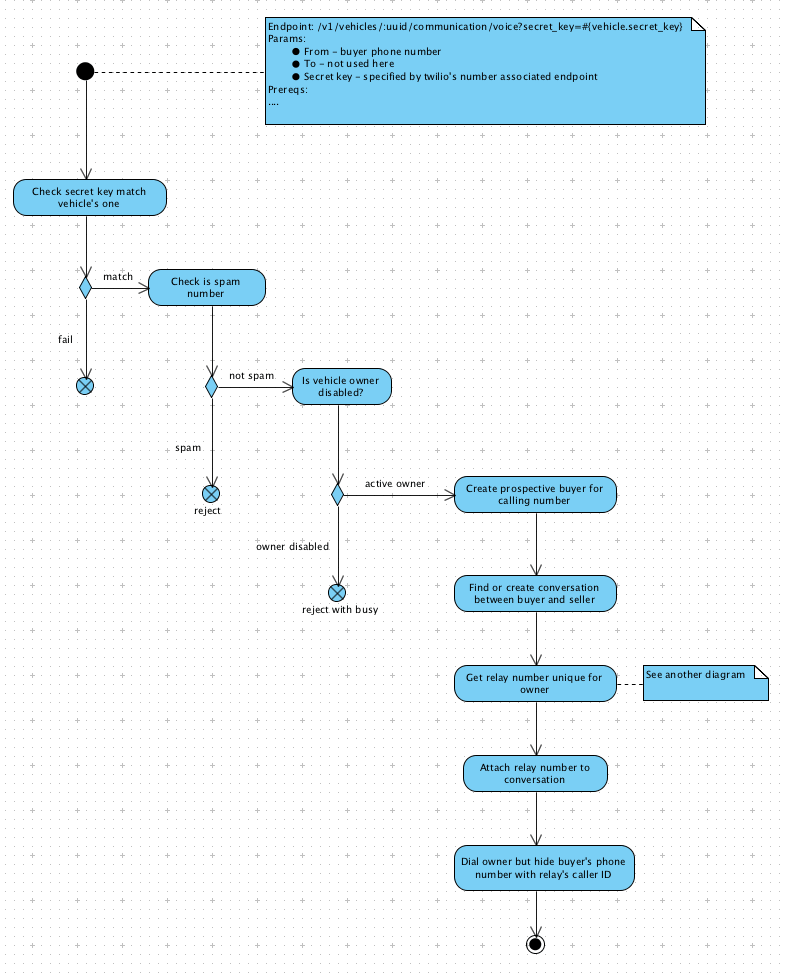 Endpoint: /v1/vehicles/:uuid/communication/voice?secret_key=#{vehicle.secret_key}
Params:
● From – buyer phone number
● To – not used here
● Secret key – specified by twilio's number associated endpoint
Prereqs:
....
Check secret key match
vehicle's one
match
Check is spam
number
fail
not spam
Is vehicle owner
disabled?
spam
reject
active owner
Create prospective buyer for
calling number
owner disabled
reject with busy
Find or create conversation
between buyer and seller
Get relay number unique for
owner
See another diagram
Attach relay number to
conversation
Dial owner but hide buyer's phone
number with relay's caller ID